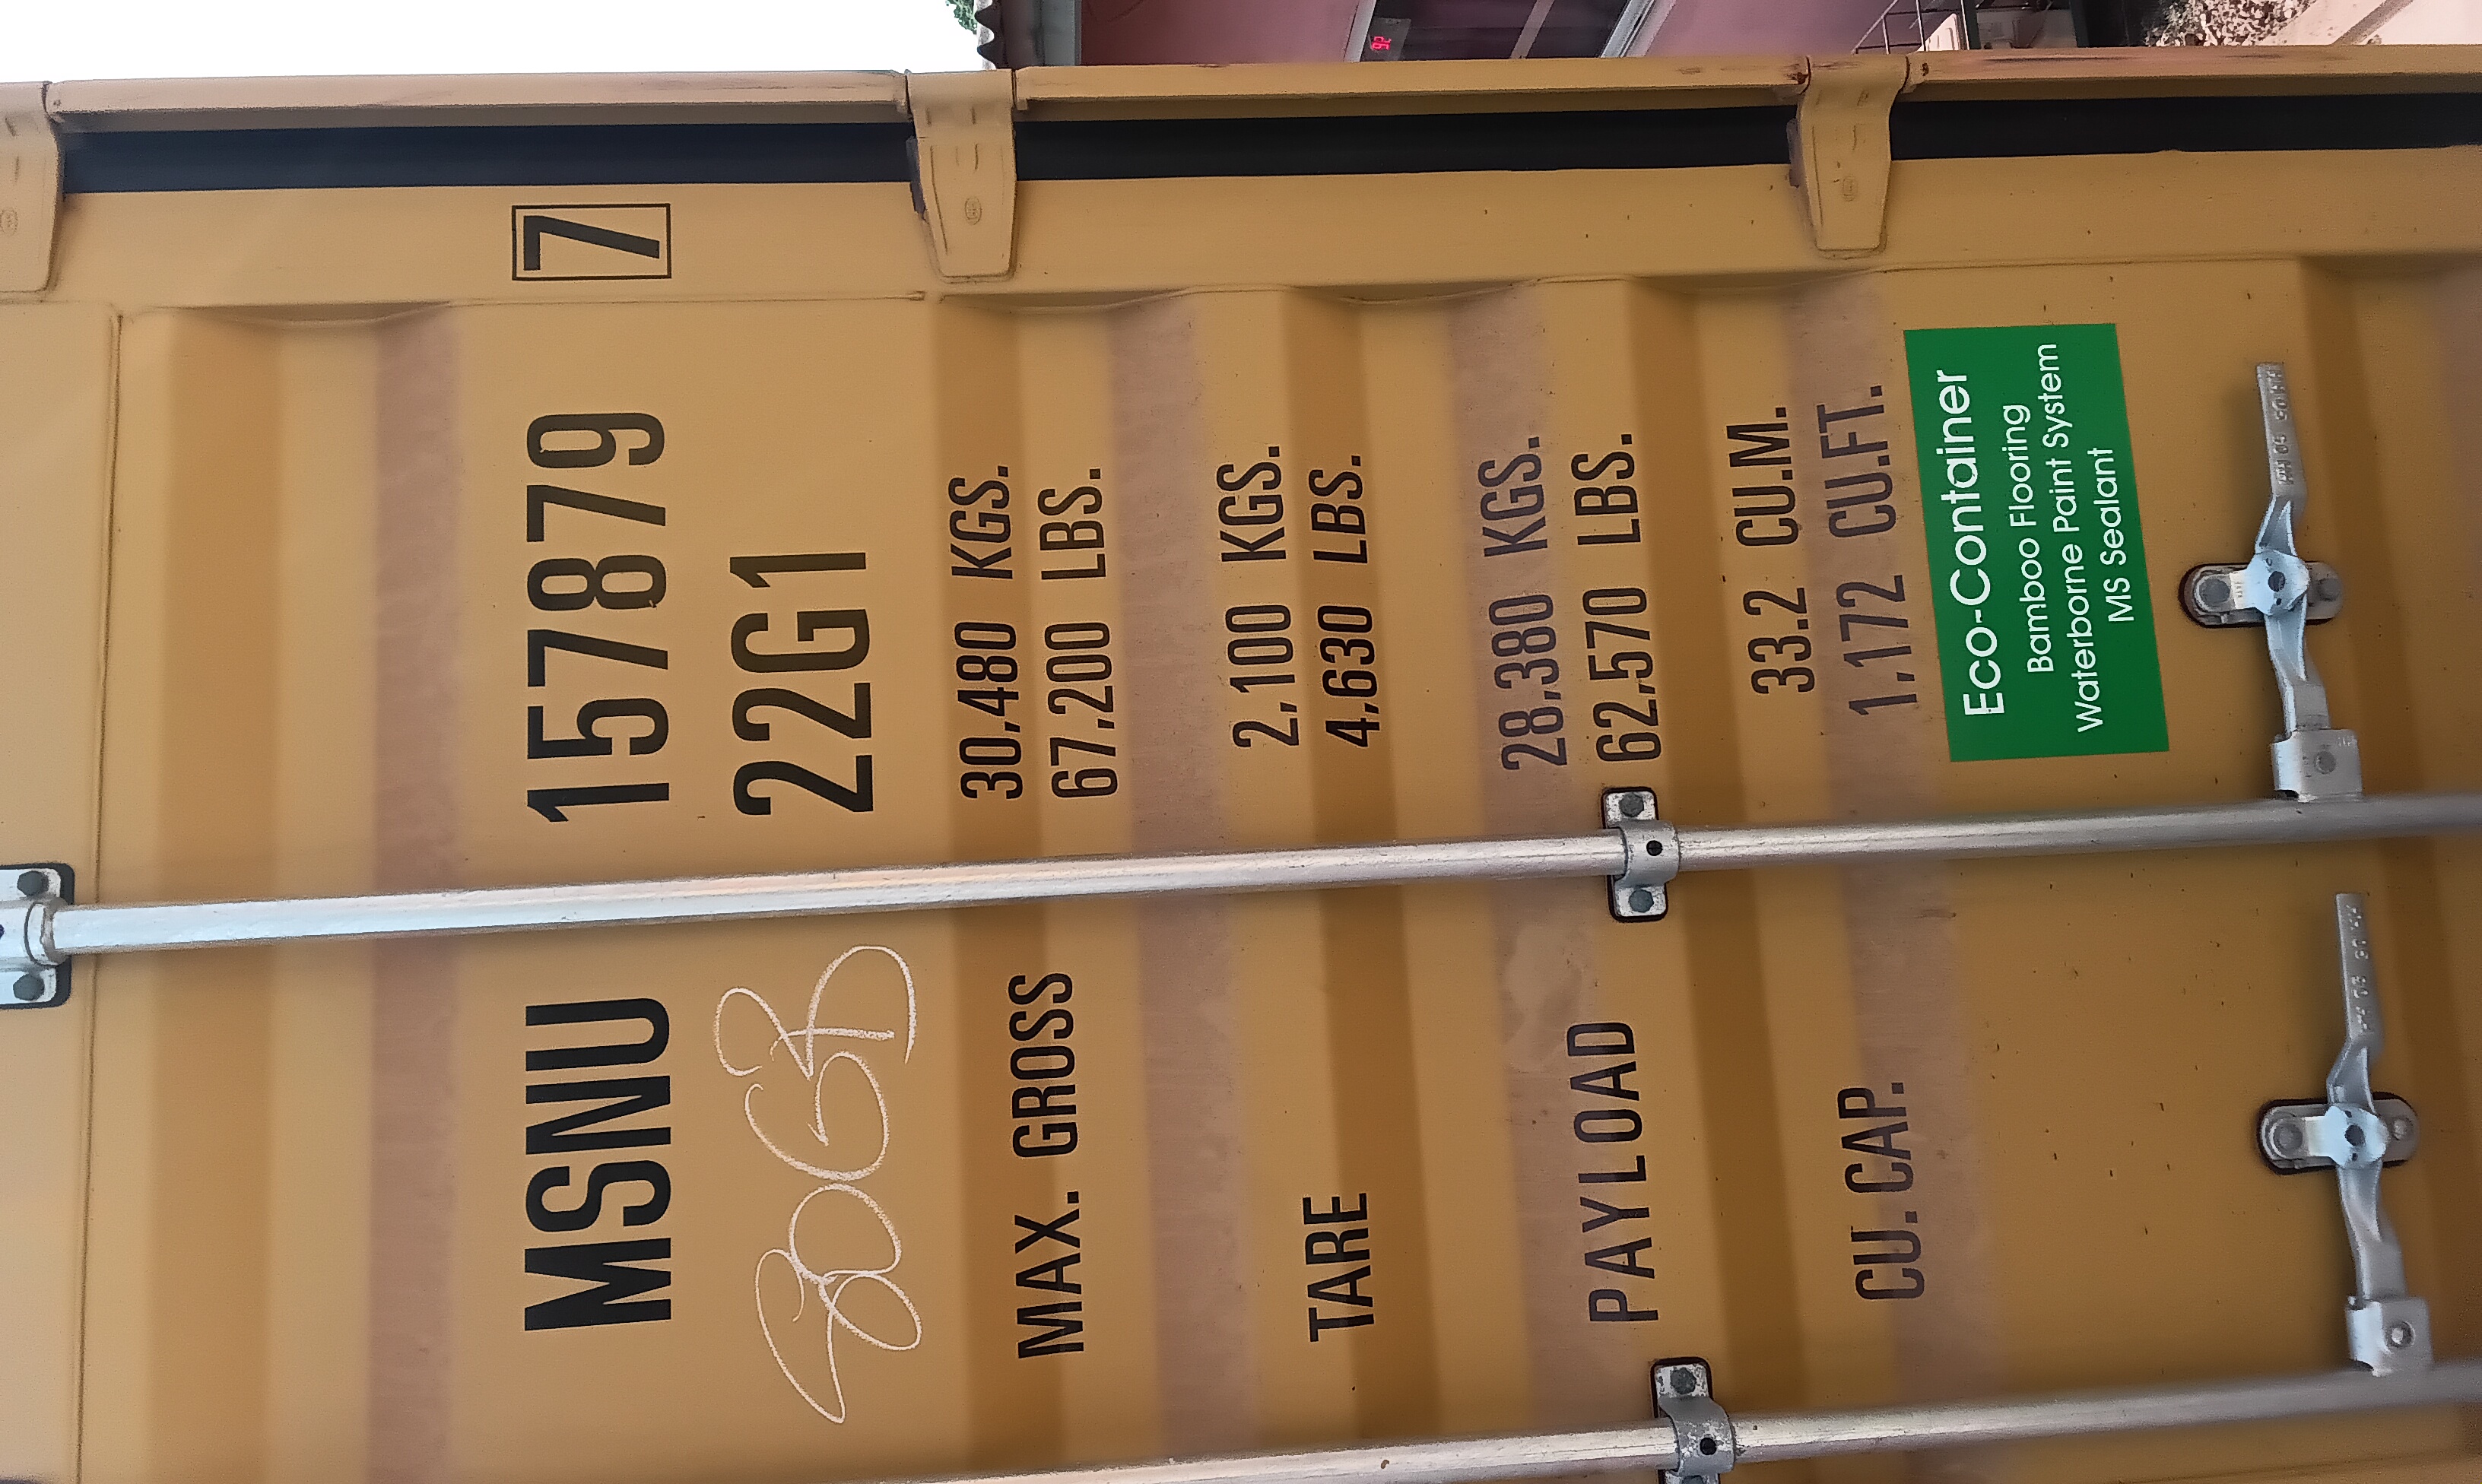 MSNU 157879 7
22G1
MAX. GROSS 30,480 KGS.
67,200 LBS.
TARE 2,100 KGS.
4,630 LBS.
PAYLOAD 28,380 KGS.
62,570 LBS.
CU. CAP. 33.2 CU.M.
1,172 CU.FT.
Eco-Container
Bamboo Flooring
Waterborne Paint System
MS Sealant
92